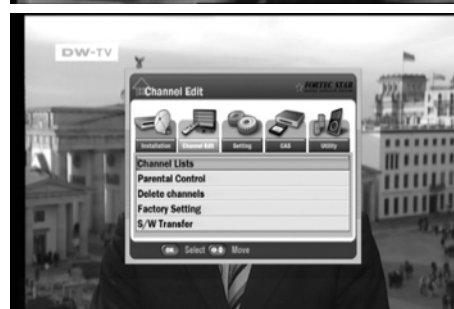 DW-TV
Channel Edit
FORTEC STAR
Installation Channel Edit Setting CAS Utility
Channel Lists
Parental Control
Delete channels
Factory Setting
S/W Transfer
OK Select Move